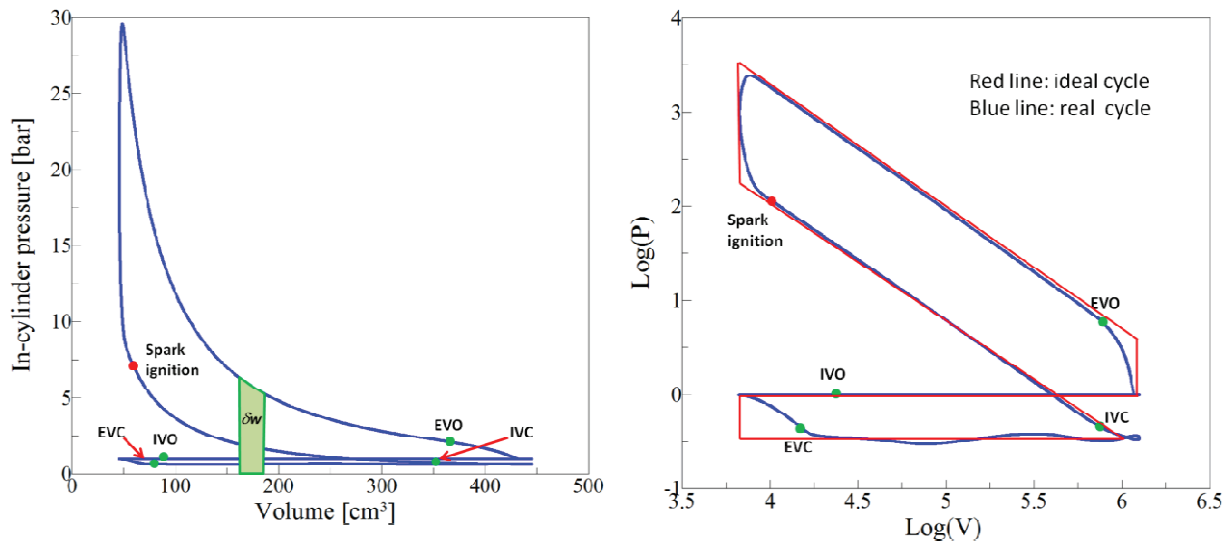 30
25
20
15
10
5
0
In-cylinder pressure [bar]
Spark
ignition
EVC
IVO
δw
EVO
IVC
0
100
200
300
400
500
Volume [cm³]
4
3
2
1
0
-1
Log(P)
Red line: ideal cycle
Blue line: real  cycle
Spark
ignition
EVO
IVO
IVC
EVC
3.5
4
4.5
5
5.5
6
6.5
Log(V)